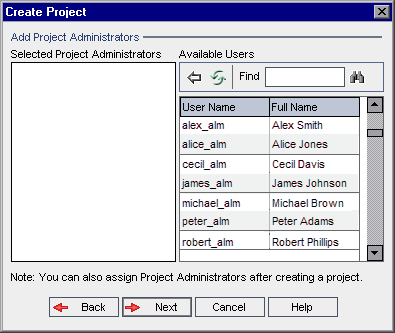 Create Project
Add Project Administrators
Selected Project Administrators
Available Users
Find
User Name Full Name
alex_alm Alex Smith
alice_alm Alice Jones
cecil_alm Cecil Davis
james_alm James Johnson
michael_alm Michael Brown
peter_alm Peter Adams
robert_alm Robert Phillips
Note: You can also assign Project Administrators after creating a project.
Back Next Cancel Help